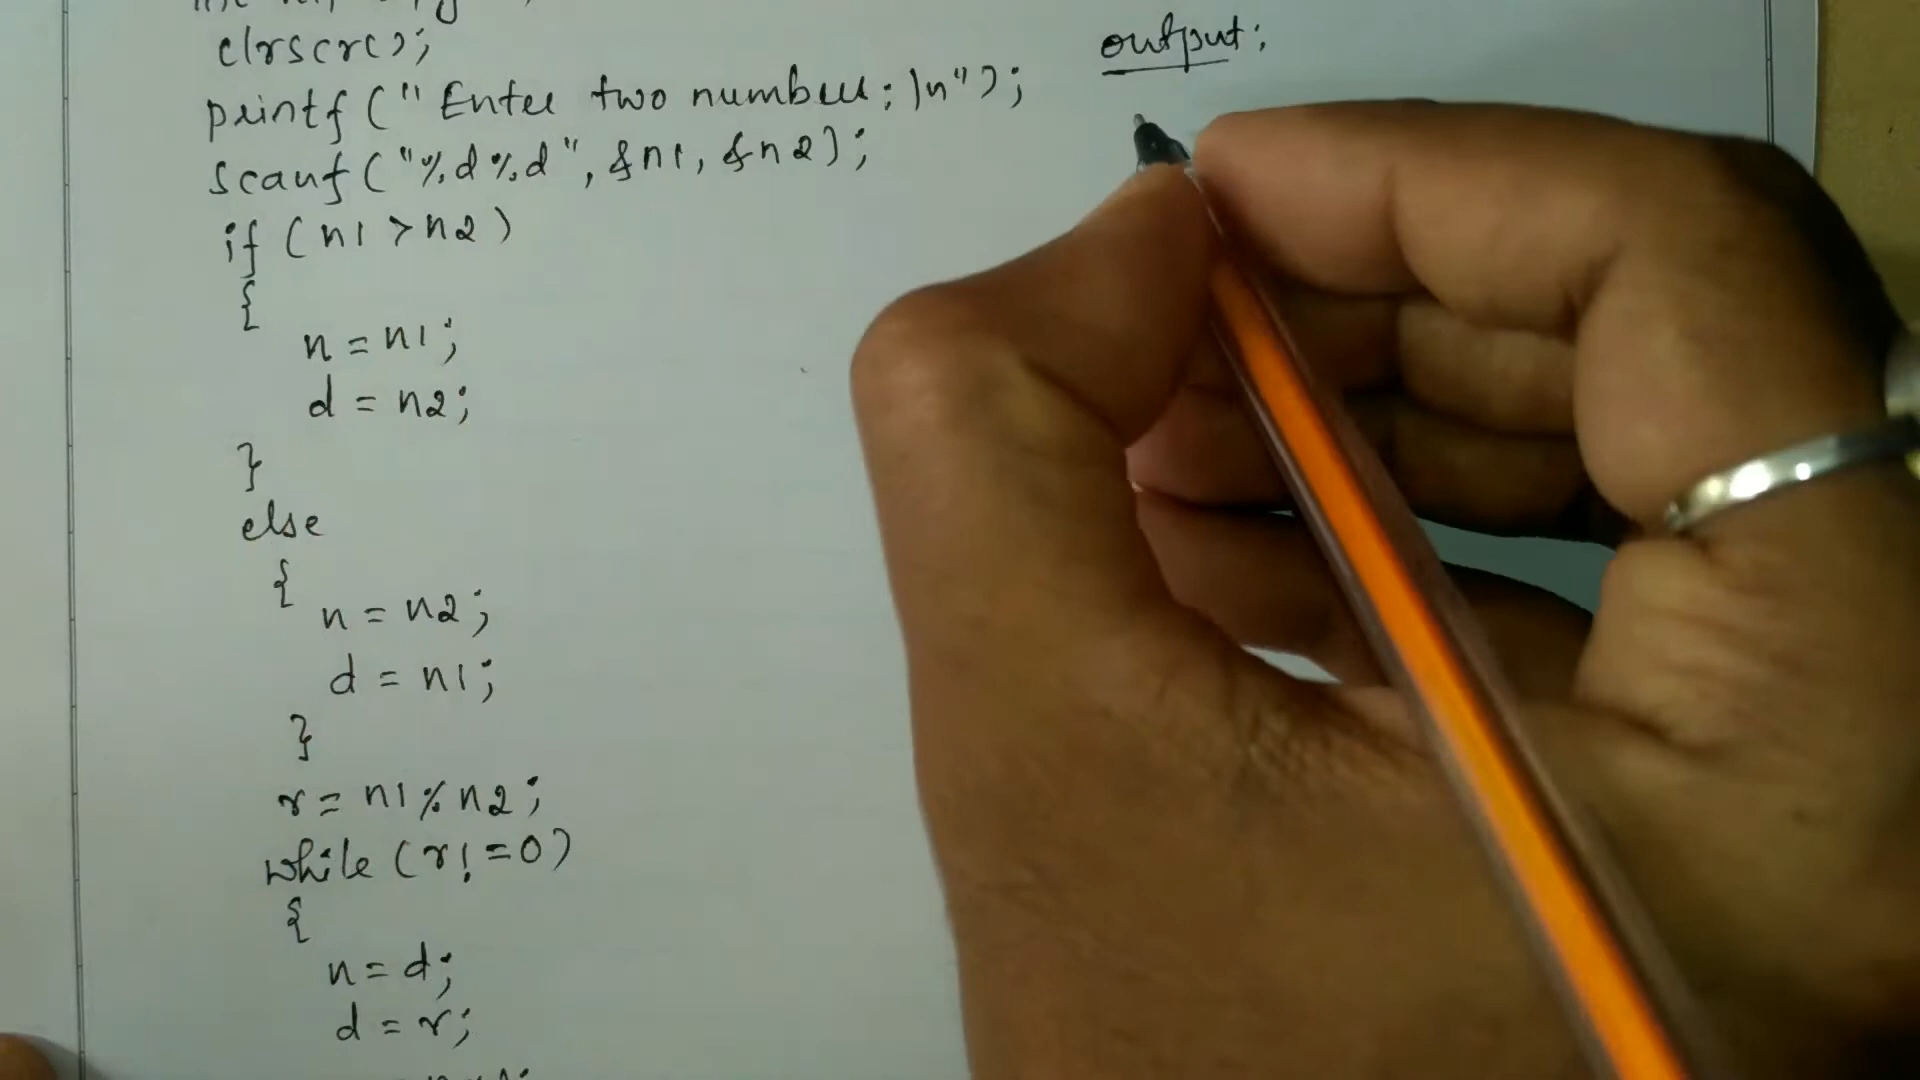 clrscr();
printf("Enter two number: \n");
scanf("%d%d", &n1, &n2);
if (n1 > n2)
{
n = n1;
d = n2;
}
else
{
n = n2;
d = n1;
}
r = n1 % n2;
while (r! = 0)
{
n = d;
d = r;
output: